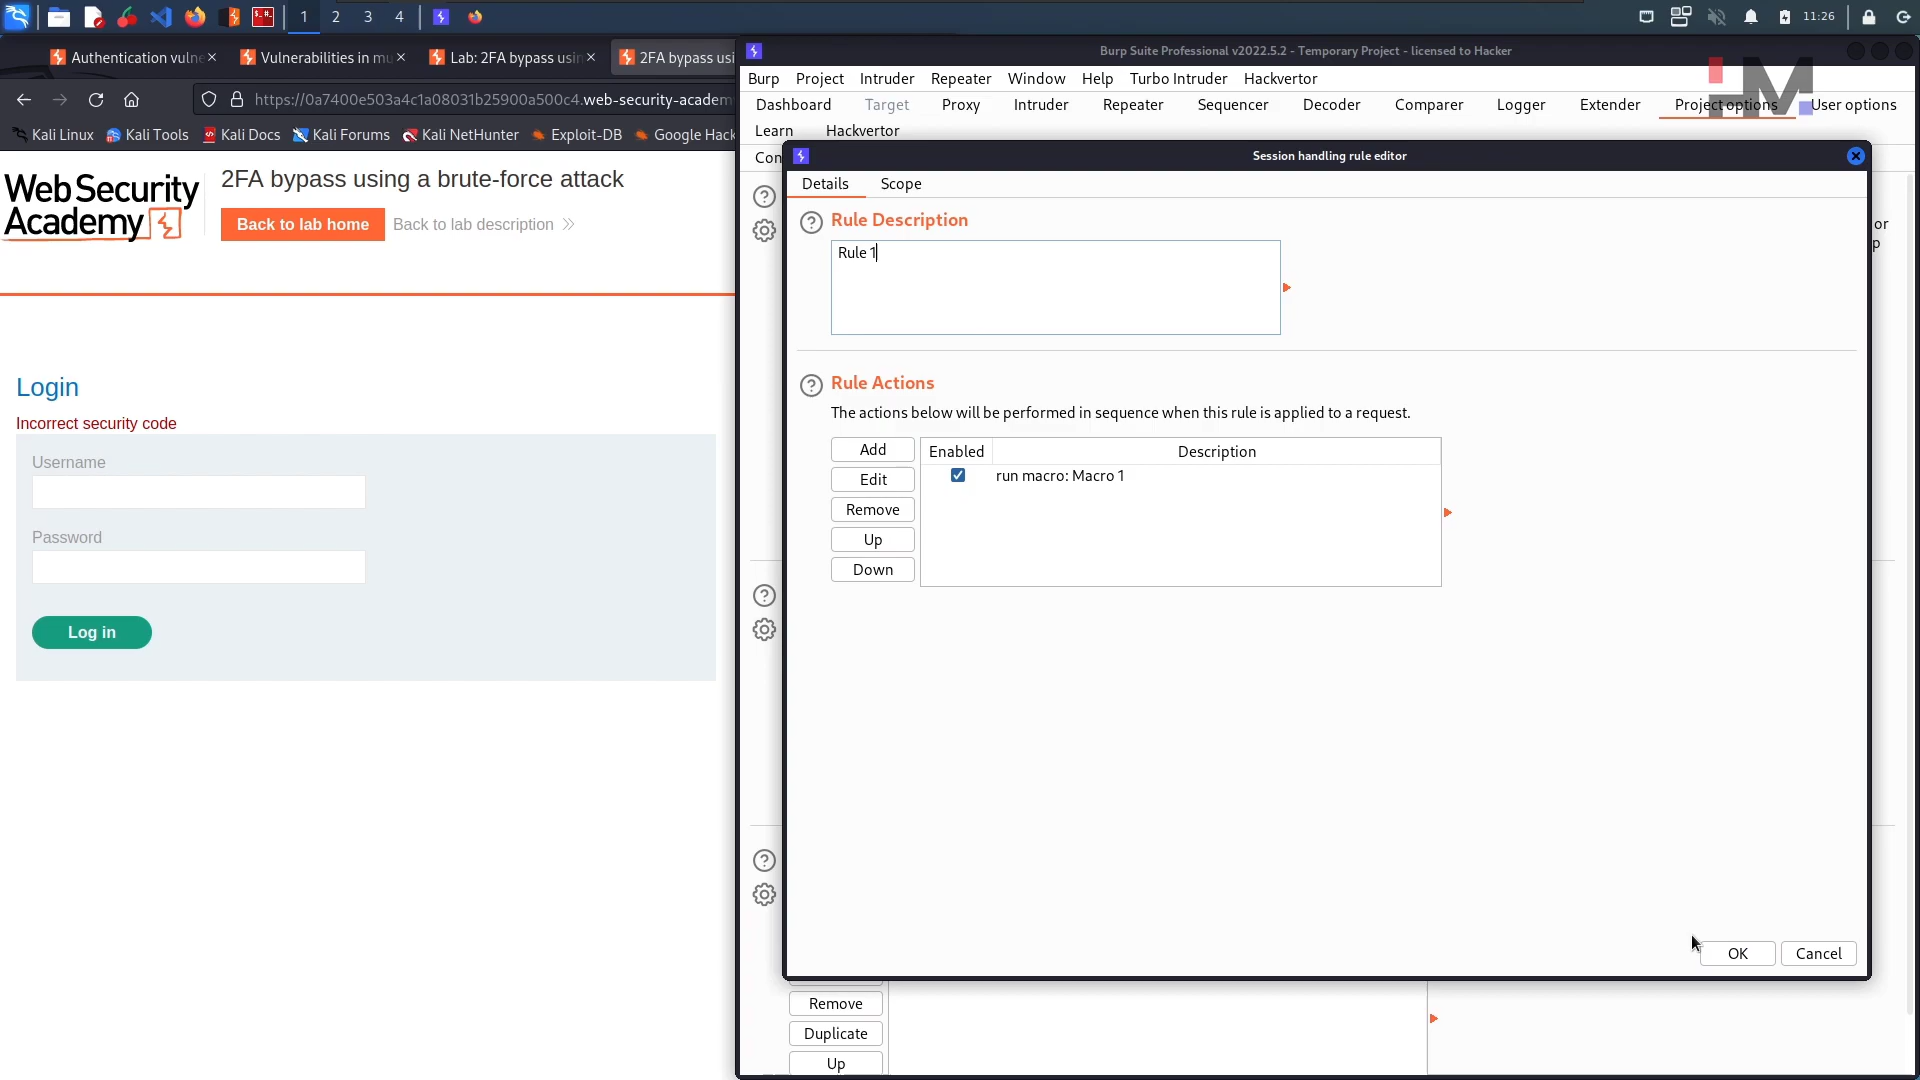 1 2 3 4
11:26
Authentication vulne
Vulnerabilities in mu
Lab: 2FA bypass usin
2FA bypass usi
https://0a7400e503a4c1a08031b25900a500c4.web-security-academ
Kali Linux
Kali Tools
Kali Docs
Kali Forums
Kali NetHunter
Exploit-DB
Google Hack
Web Security
Academy
2FA bypass using a brute-force attack
Back to lab home
Back to lab description
Login
Incorrect security code
Username
Password
Log in
Burp Suite Professional v2022.5.2 - Temporary Project - licensed to Hacker
Burp Project Intruder Repeater Window Help Turbo Intruder Hackvertor
Dashboard Target Proxy Intruder Repeater Sequencer Decoder Comparer Logger Extender Project options User options
Learn Hackvertor
Con
or
p
Session handling rule editor
Details Scope
Rule Description
Rule 1
Rule Actions
The actions below will be performed in sequence when this rule is applied to a request.
Add
Edit
Remove
Up
Down
Enabled Description
run macro: Macro 1
OK Cancel
Remove
Duplicate
Up